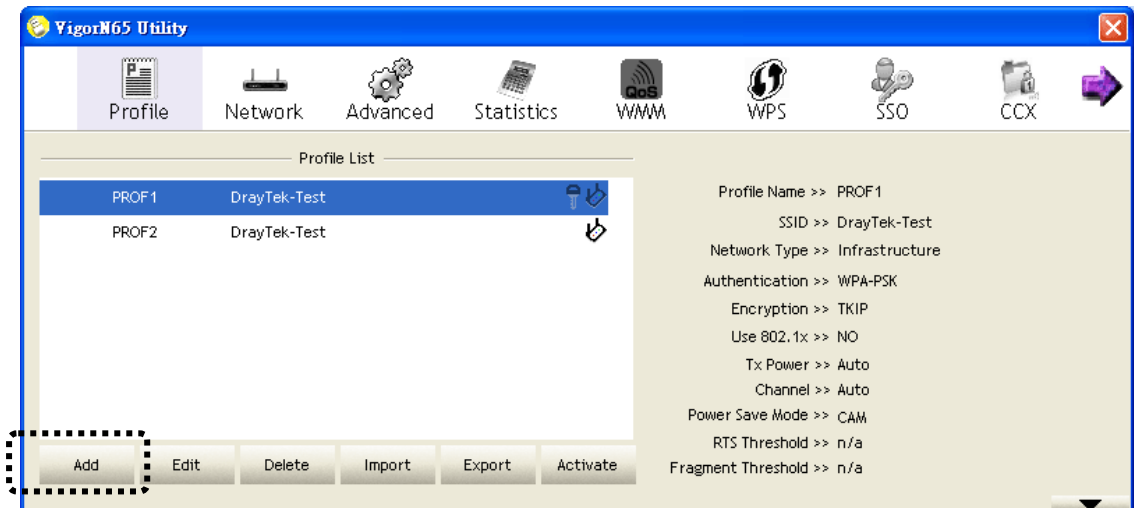 VigorN65 Utility
Profile Network Advanced Statistics QoS WMM WPS SSO CCX
Profile List
PROF1 DrayTek-Test
PROF2 DrayTek-Test
Add Edit Delete Import Export Activate
Profile Name >> PROF1
SSID >> DrayTek-Test
Network Type >> Infrastructure
Authentication >> WPA-PSK
Encryption >> TKIP
Use 802.1x >> NO
Tx Power >> Auto
Channel >> Auto
Power Save Mode >> CAM
RTS Threshold >> n/a
Fragment Threshold >> n/a